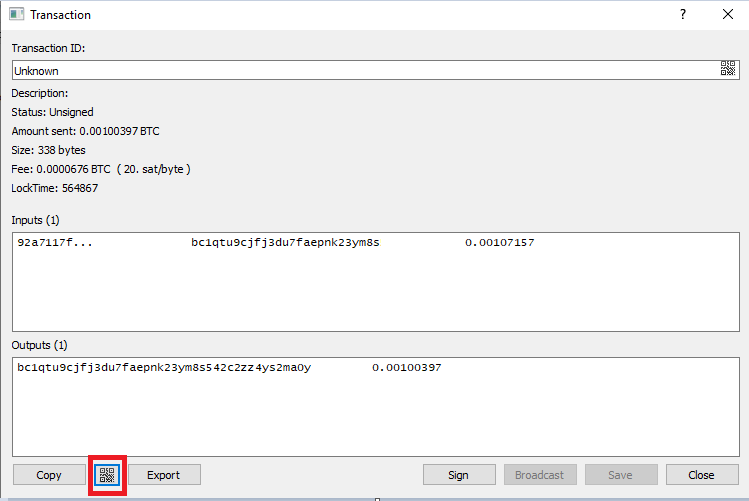 Transaction
?
Transaction ID:
Unknown
Description:
Status: Unsigned
Amount sent: 0.00100397 BTC
Size: 338 bytes
Fee: 0.0000676 BTC ( 20. sat/byte )
LockTime: 564867
Inputs (1)
92a7117f... bc1qtu9cjfj3du7faepnk23ym8s 0.00107157
Outputs (1)
bc1qtu9cjfj3du7faepnk23ym8s542c2zz4ys2ma0y 0.00100397
Copy Export Sign Broadcast Save Close